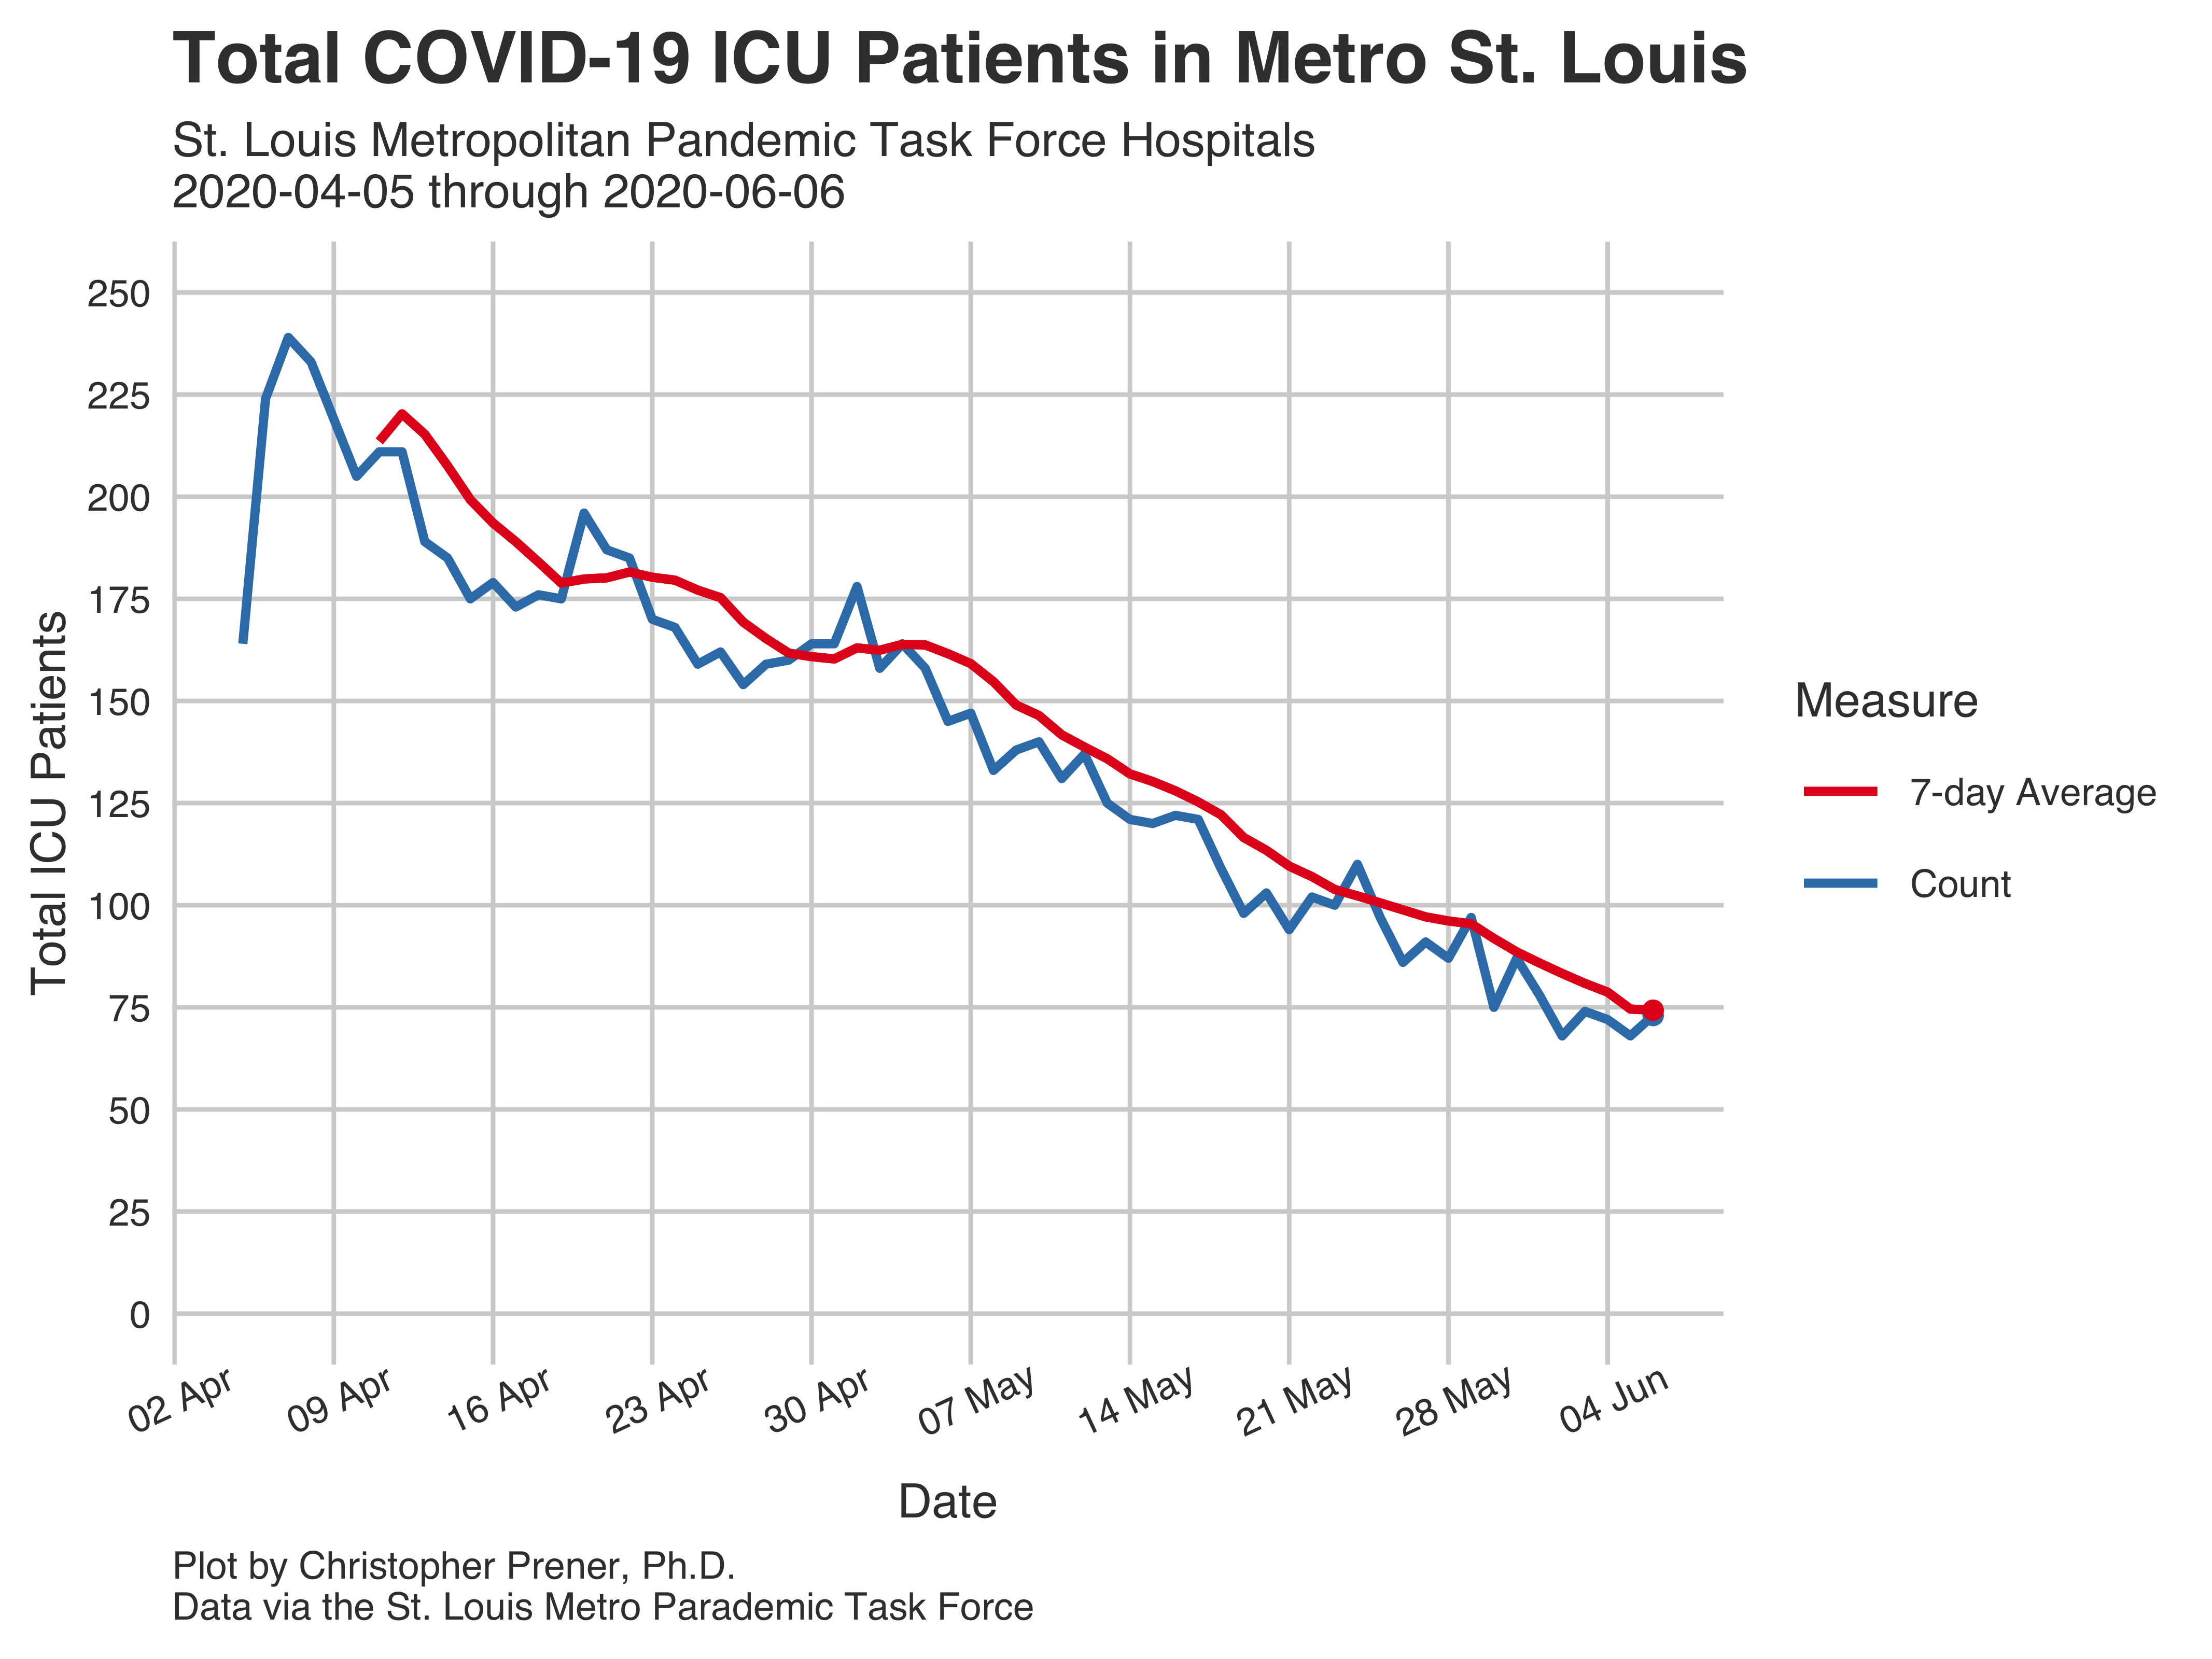 Total COVID-19 ICU Patients in Metro St. Louis
St. Louis Metropolitan Pandemic Task Force Hospitals
2020-04-05 through 2020-06-06
Total ICU Patients
250
225
200
175
150
125
100
75
50
25
0
02 Apr
09 Apr
16 Apr
23 Apr
30 Apr
07 May
14 May
21 May
28 May
04 Jun
Date
Measure
7-day Average
Count
Plot by Christopher Prener, Ph.D.
Data via the St. Louis Metro Parademic Task Force